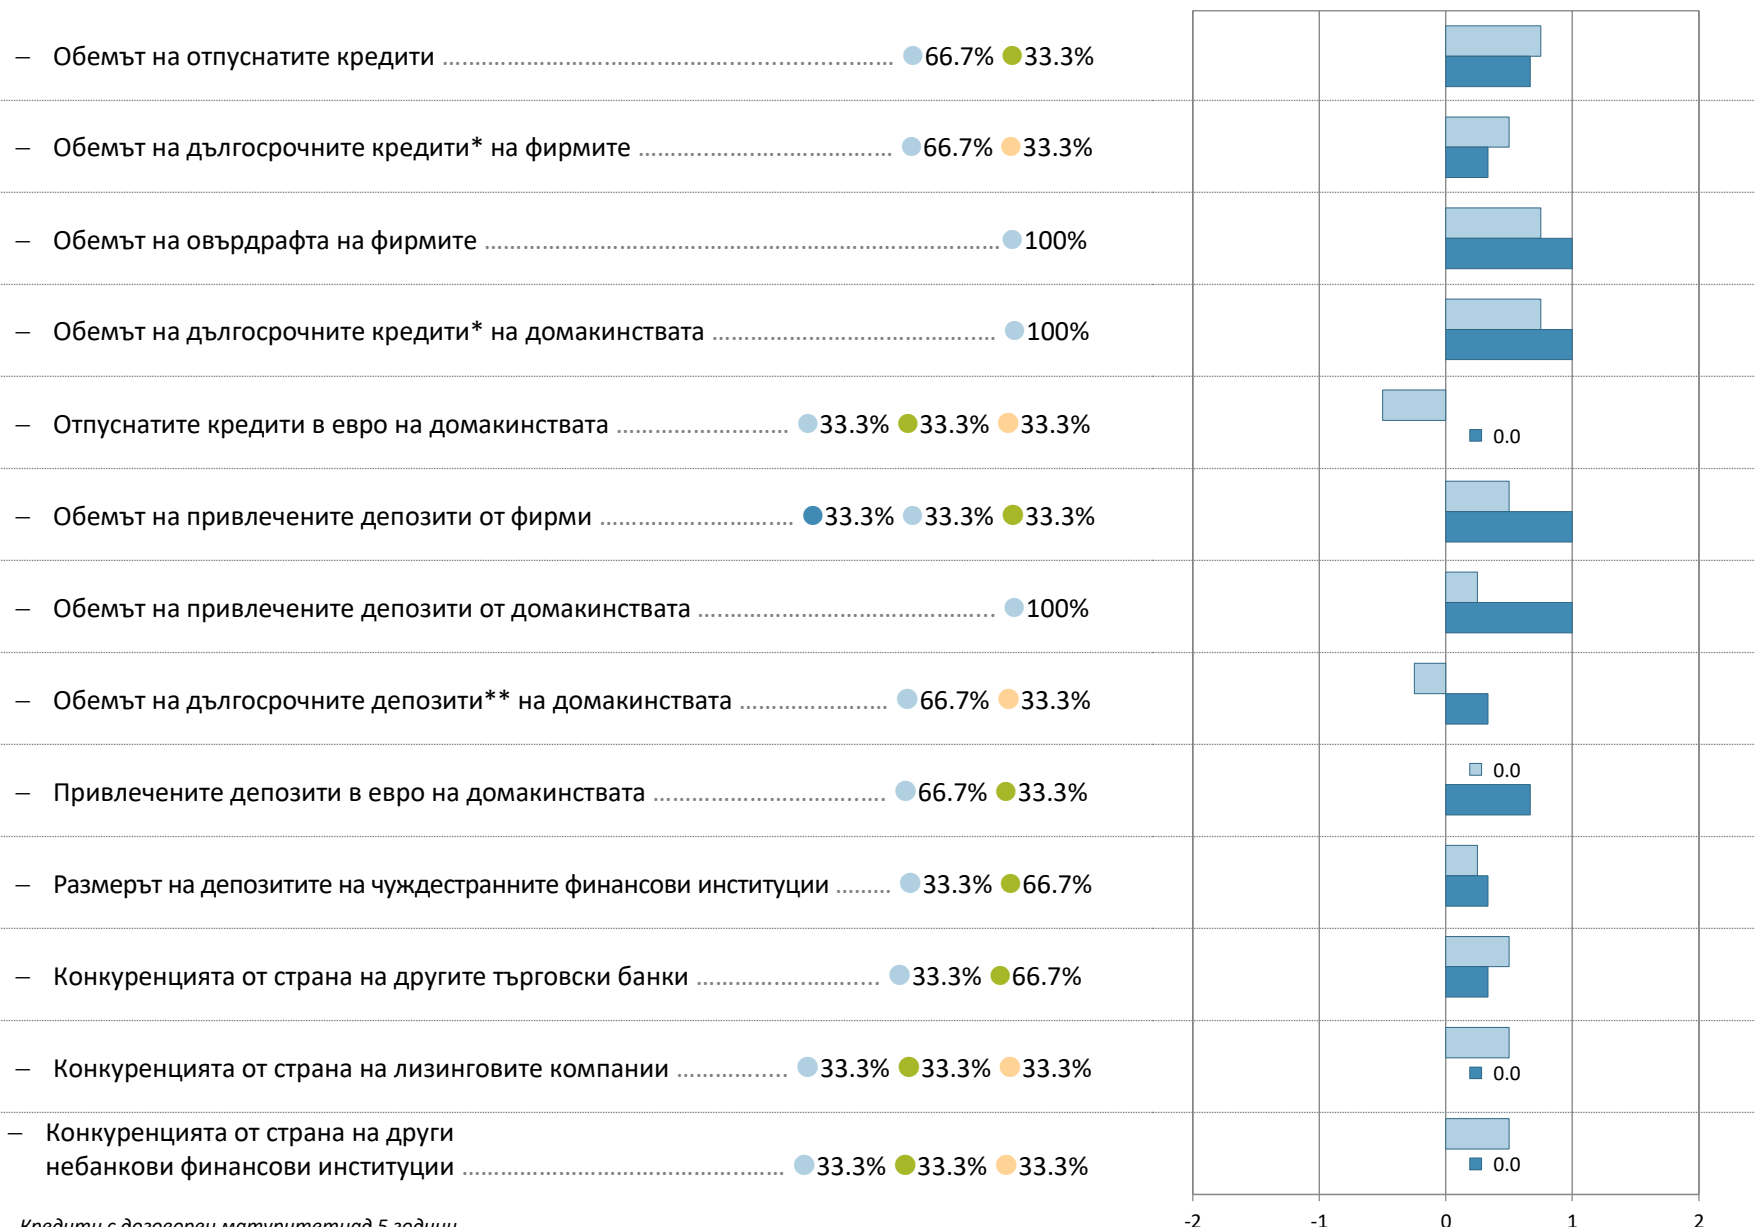 – Обемът на отпуснатите кредити ........................................................................ 66.7% 33.3%
– Обемът на дългосрочните кредити* на фирмите ........................................ 66.7% 33.3%
– Обемът на овърдрафта на фирмите ................................................................................ 100%
– Обемът на дългосрочните кредити* на домакинствата ............................................ 100%
– Отпуснатите кредити в евро на домакинствата ........................... 33.3% 33.3% 33.3%
0.0
– Обемът на привлечените депозити от фирми .............................. 33.3% 33.3% 33.3%
– Обемът на привлечените депозити от домакинствата .............................................. 100%
– Обемът на дългосрочните депозити** на домакинствата ....................... 66.7% 33.3%
0.0
– Привлечените депозити в евро на домакинствата .................................... 66.7% 33.3%
– Размерът на депозитите на чуждестранните финансови институции ......... 33.3% 66.7%
– Конкуренцията от страна на другите търговски банки ............................. 33.3% 66.7%
– Конкуренцията от страна на лизинговите компании ................. 33.3% 33.3% 33.3%
0.0
– Конкуренцията от страна на други
небанкови финансови институции .................................................. 33.3% 33.3% 33.3%
0.0
-2 -1 0 1 2
Кредити с договорен матуритет над 5 години